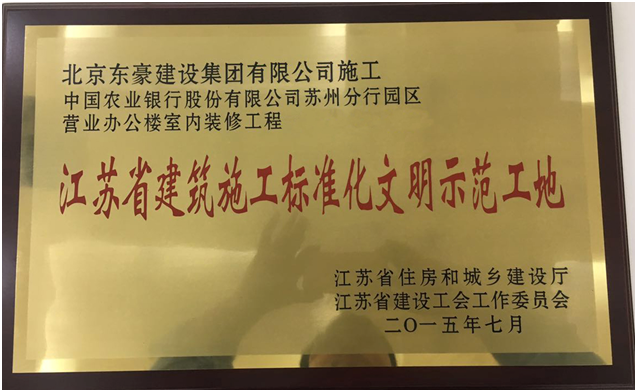 北京东豪建设集团有限公司施工
中国农业银行股份有限公司苏州分行园区
营业办公楼室内装修工程
江苏省建筑施工标准化文明示范工地
江苏省住房和城乡建设厅
江苏省建设工会工作委员会
二〇一五年七月